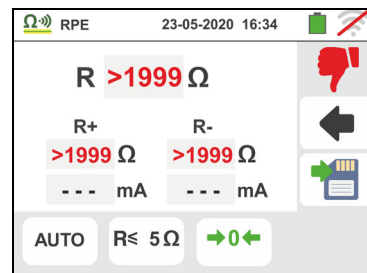 Ω RPE 23-05-2020 16:34
R >1999 Ω
R+ R-
>1999 Ω >1999 Ω
- - - mA - - - mA
AUTO R≤ 5Ω →0←